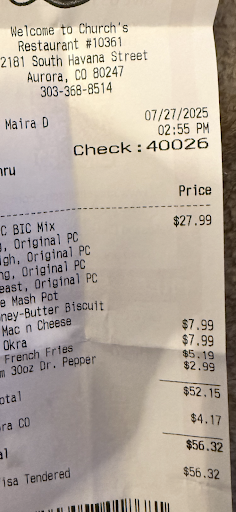 Welcome to Church's
Restaurant #10361
2181 South Havana Street
Aurora, CO 80247
303-368-8514
Maira D 07/27/2025
02:55 PM
Check:40026
hru
Price
C BIC Mix $27.99
, Original PC
igh, Original PC
ng, Original PC
east, Original PC
e Mash Pot
ney-Butter Biscuit
Mac n Cheese $7.99
Okra $7.99
French Fries $5.19
m 30oz Dr. Pepper $2.99
otal $52.15
ra CO $4.17
al $56.32
isa Tendered $56.32